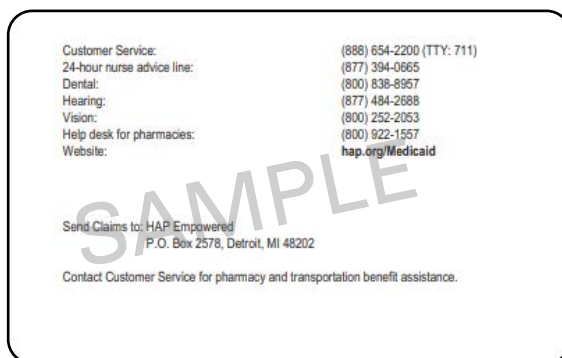 Customer Service: (888) 654-2200 (TTY: 711)
24-hour nurse advice line: (877) 394-0665
Dental: (800) 838-8957
Hearing: (877) 484-2688
Vision: (800) 252-2053
Help desk for pharmacies: (800) 922-1557
Website: hap.org/Medicaid
SAMPLE
Send Claims to: HAP Empowered
P.O. Box 2578, Detroit, MI 48202
Contact Customer Service for pharmacy and transportation benefit assistance.